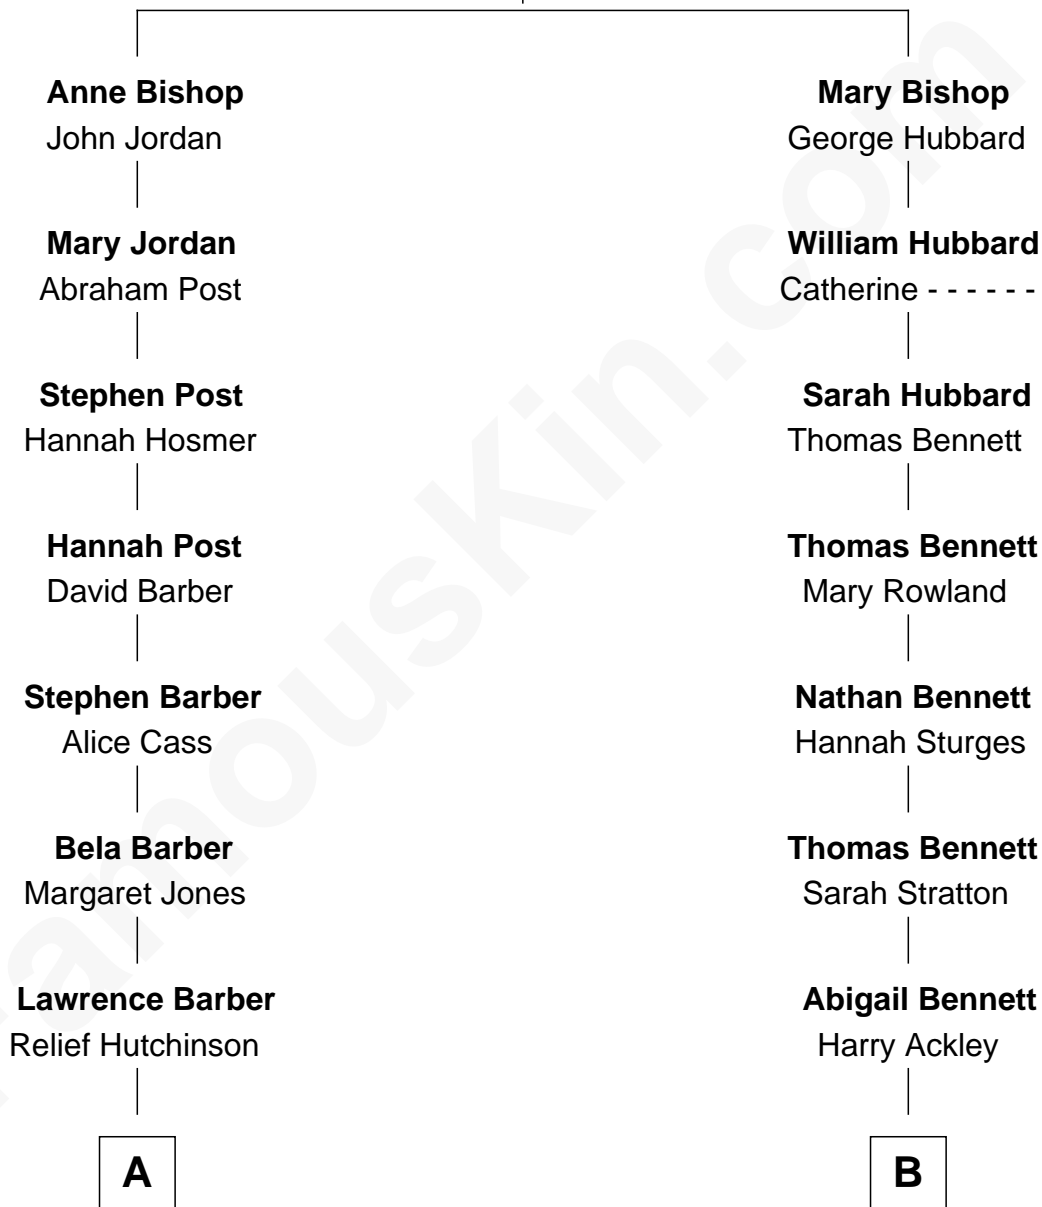 Anne Bishop
John Jordan
Mary Jordan
Abraham Post
Stephen Post
Hannah Hosmer
Hannah Post
David Barber
Stephen Barber
Alice Cass
Bela Barber
Margaret Jones
Lawrence Barber
Relief Hutchinson
A
Mary Bishop
George Hubbard
William Hubbard
Catherine - - - - - -
Sarah Hubbard
Thomas Bennett
Thomas Bennett
Mary Rowland
Nathan Bennett
Hannah Sturges
Thomas Bennett
Sarah Stratton
Abigail Bennett
Harry Ackley
B
FamousKin.com